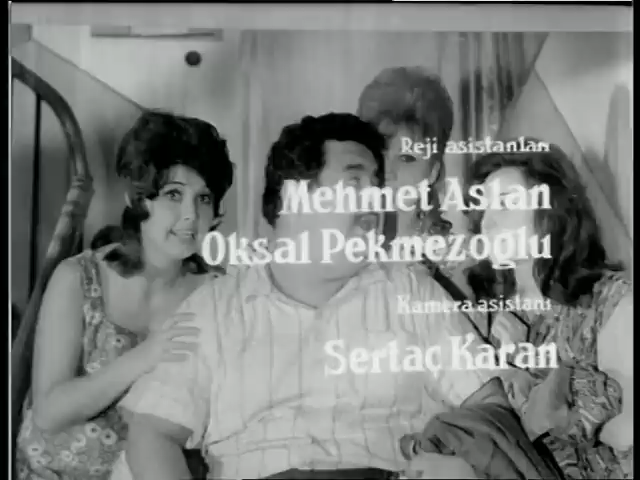 Reji asistanları
Mehmet Aslan
Oksal Pekmezoğlu
Kamera asistanı
Sertaç Karan